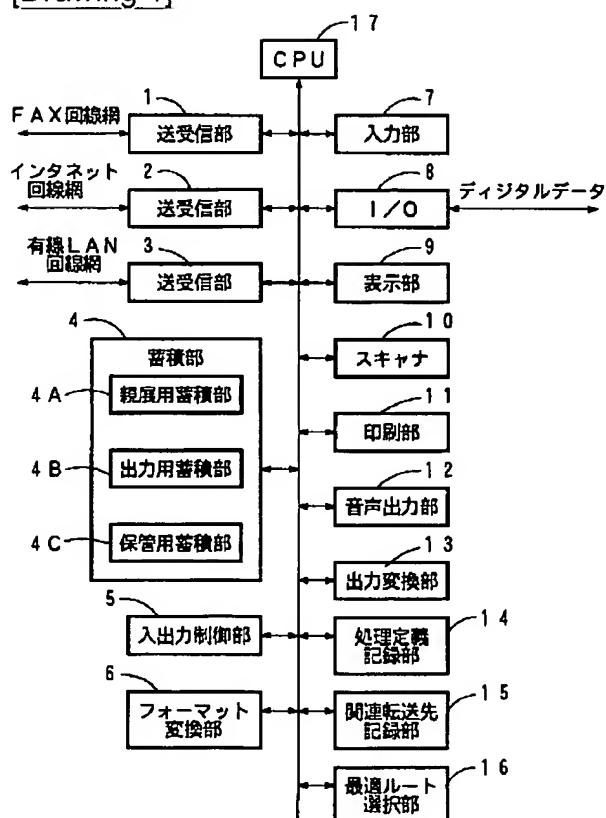 [Drawing 1]
17
CPU
1
7
FAX回線網
送受信部
入力部
インタネット
回線網
2
8
送受信部
I/O
ディジタルデータ
有線LAN
回線網
3
9
送受信部
表示部
4
10
蓄積部
スキャナ
4A
親展用蓄積部
11
印刷部
4B
出力用蓄積部
12
音声出力部
4C
保管用蓄積部
13
出力変換部
5
入出力制御部
14
処理定義
記録部
6
フォーマット
変換部
15
関連転送先
記録部
16
最適ルート
選択部